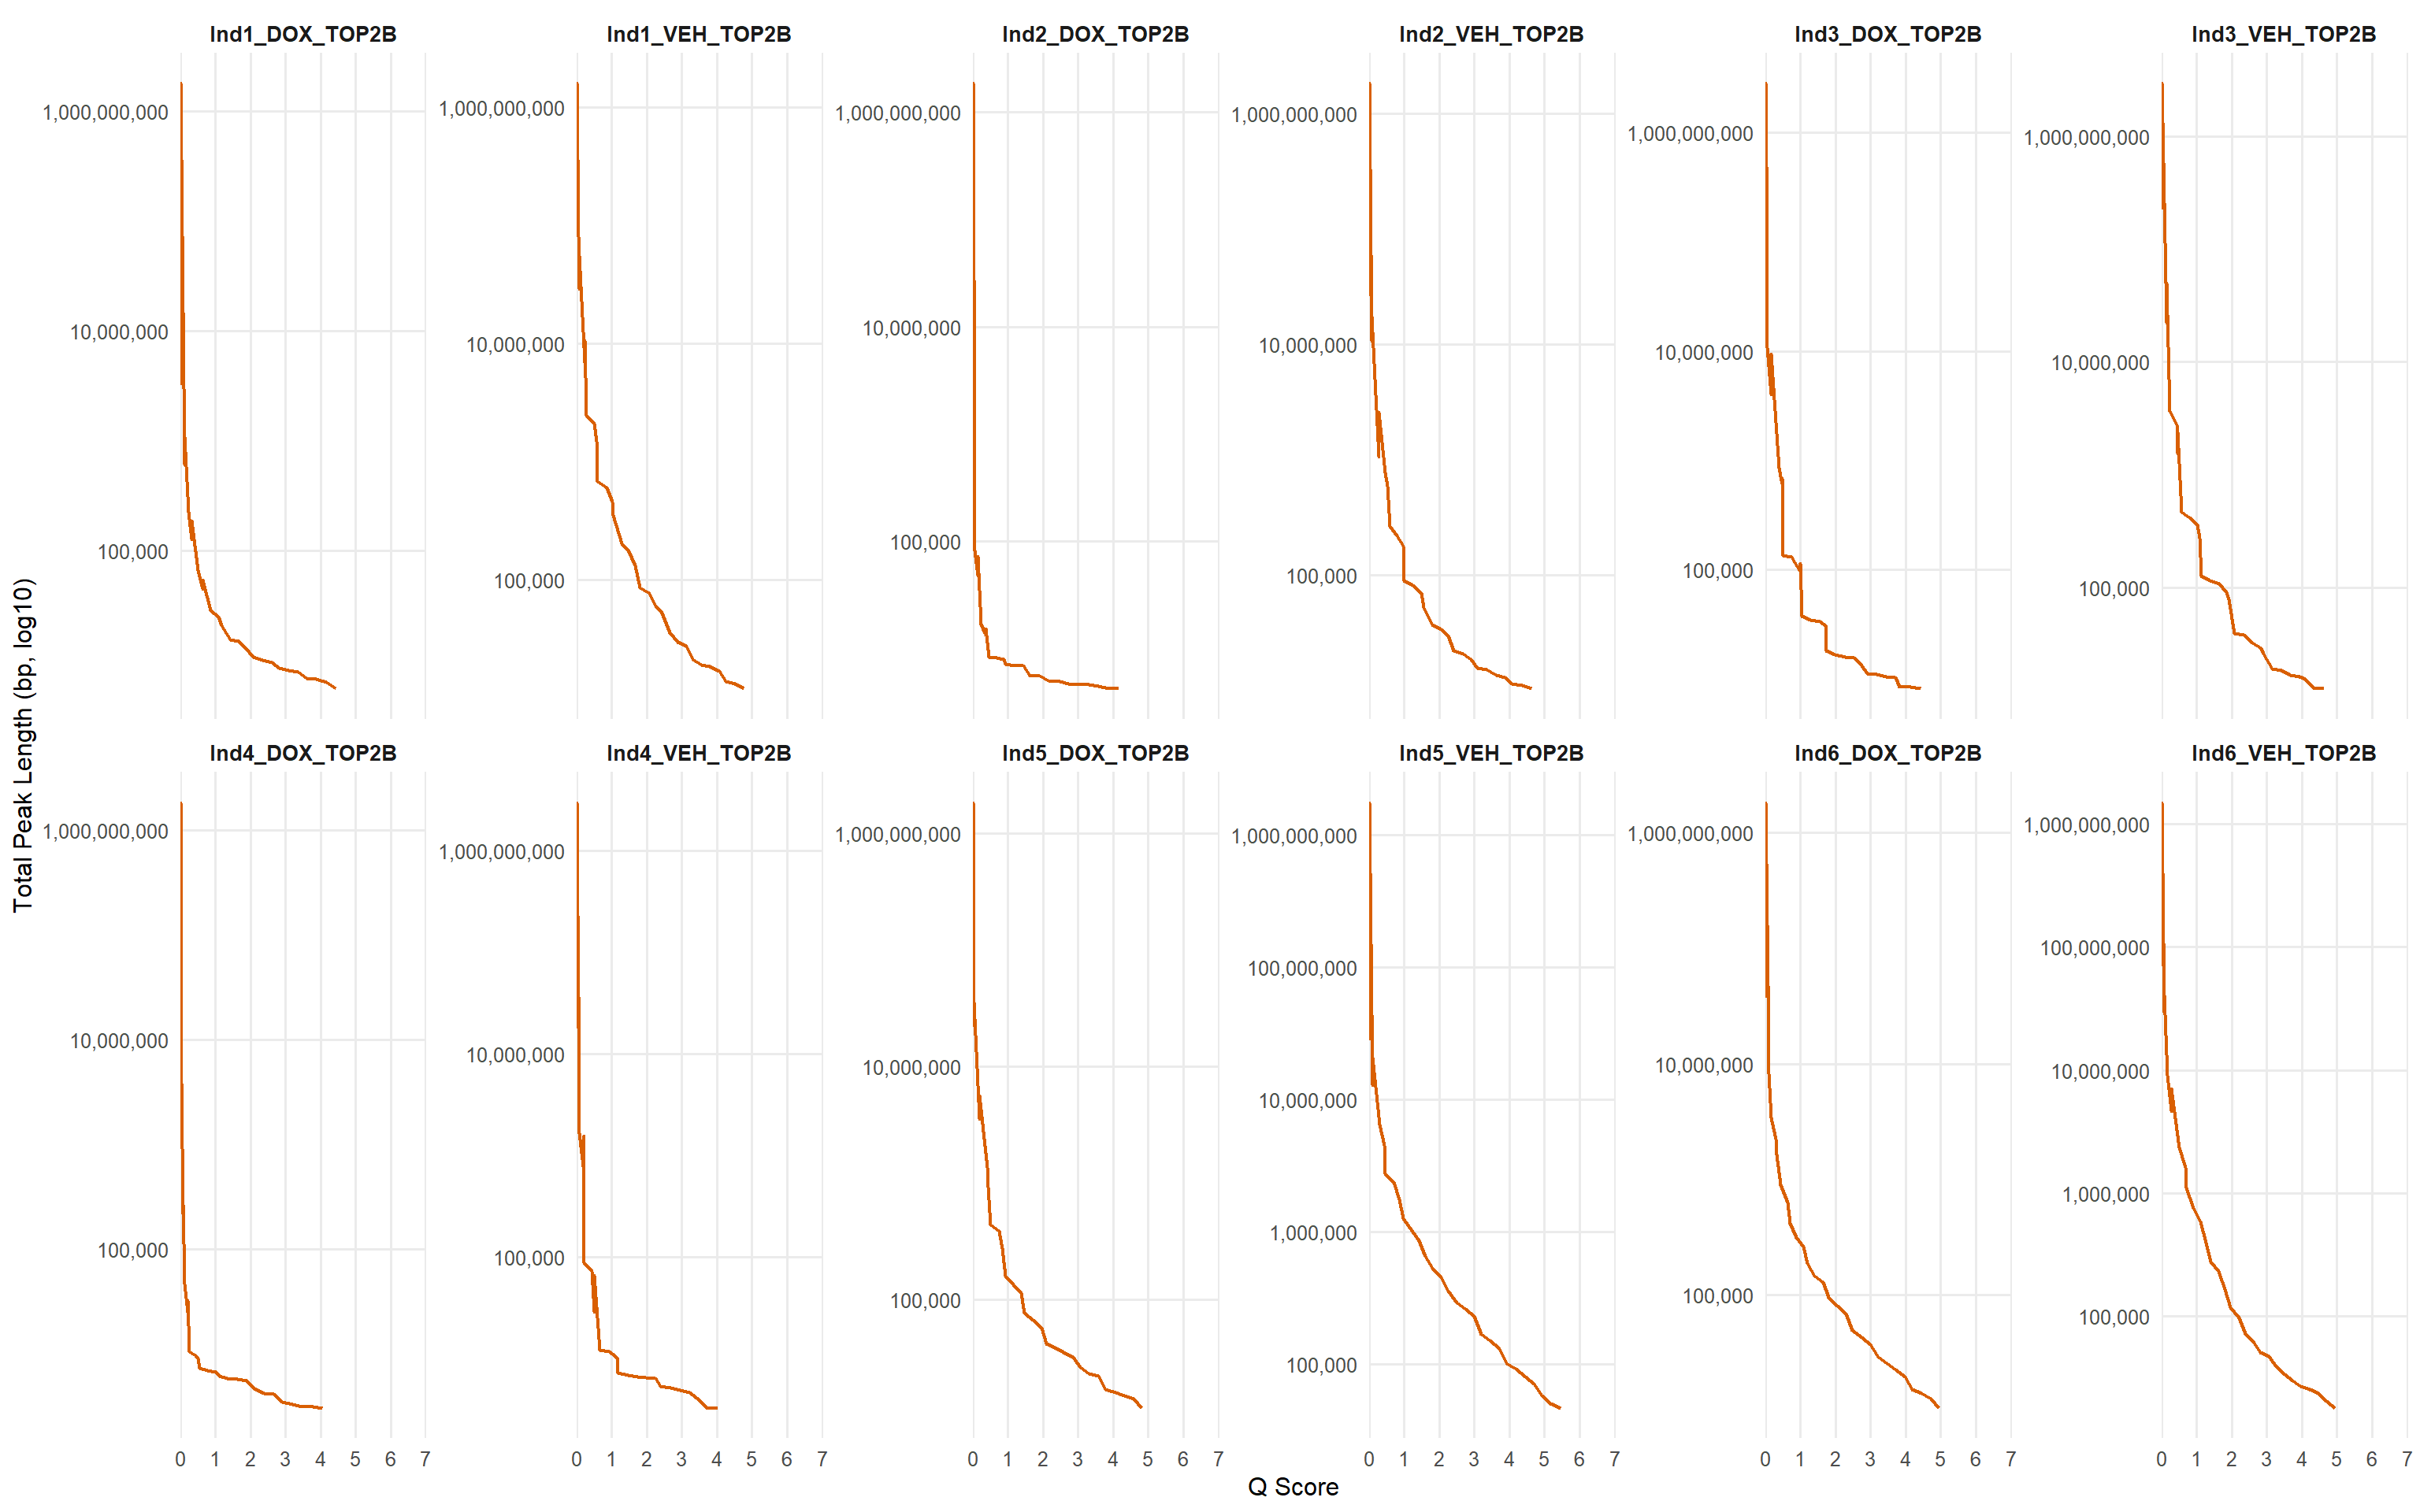 Ind1_DOX_TOP2B Ind1_VEH_TOP2B Ind2_DOX_TOP2B Ind2_VEH_TOP2B Ind3_DOX_TOP2B Ind3_VEH_TOP2B
1,000,000,000 1,000,000,000 1,000,000,000 1,000,000,000 1,000,000,000 1,000,000,000
10,000,000 10,000,000 10,000,000 10,000,000 10,000,000 10,000,000
100,000 100,000 100,000 100,000 100,000 100,000
Total Peak Length (bp, log10)
Ind4_DOX_TOP2B Ind4_VEH_TOP2B Ind5_DOX_TOP2B Ind5_VEH_TOP2B Ind6_DOX_TOP2B Ind6_VEH_TOP2B
1,000,000,000 1,000,000,000 1,000,000,000 1,000,000,000 1,000,000,000 1,000,000,000
100,000,000 100,000,000
10,000,000 10,000,000 10,000,000 10,000,000 10,000,000 10,000,000
1,000,000 1,000,000
100,000 100,000 100,000 100,000 100,000 100,000
0 1 2 3 4 5 6 7 0 1 2 3 4 5 6 7 0 1 2 3 4 5 6 7 0 1 2 3 4 5 6 7 0 1 2 3 4 5 6 7 0 1 2 3 4 5 6 7
Q Score